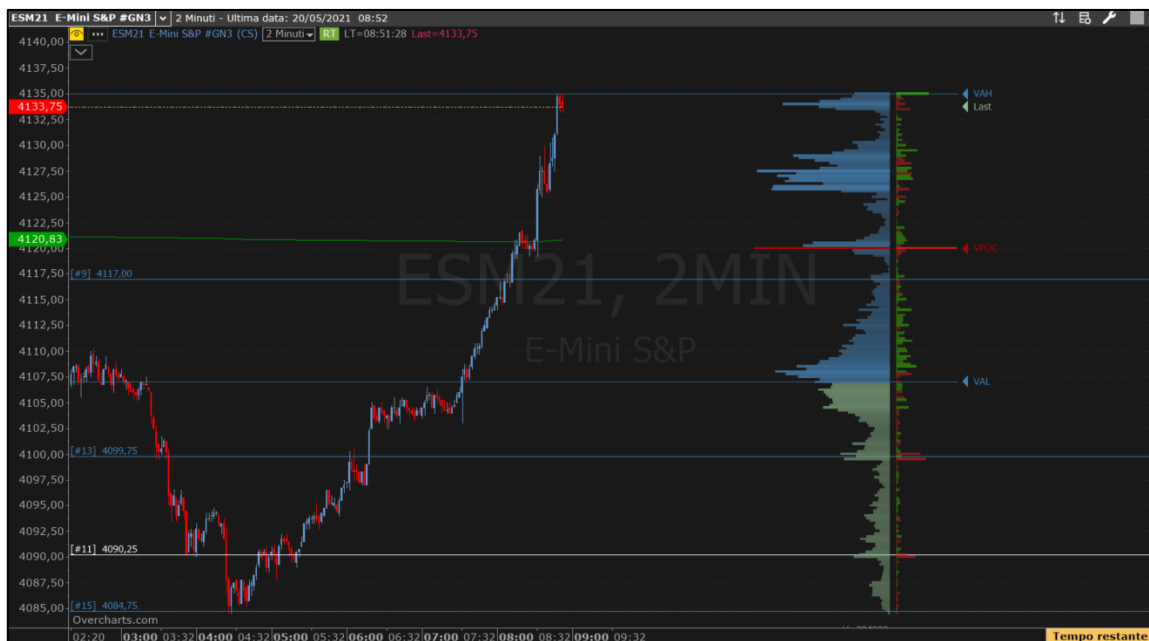 ESM21 E-Mini S&P #GN3 2 Minuti - Ultima data: 20/05/2021 08:52
ESM21 E-Mini S&P #GN3 (CS) 2 Minuti RT LT=08:51:28 Last=4133,75
4140,00
4137,50
4135,00
VAH
4133,75
Last
4132,50
4130,00
4127,50
4125,00
4122,50
4120,83
4120,00
VPOC
ESM21, 2MIN
E-Mini S&P
[#9] 4117,00
4117,50
4115,00
4112,50
4110,00
4107,50
VAL
4105,00
4102,50
[#13] 4099,75
4100,00
4097,50
4095,00
4092,50
[#11] 4090,25
4090,00
4087,50
[#15] 4084,75
4085,00
Overcharts.com
02:20 03:00 03:32 04:00 04:32 05:00 05:32 06:00 06:32 07:00 07:32 08:00 08:32 09:00 09:32
Tempo restante